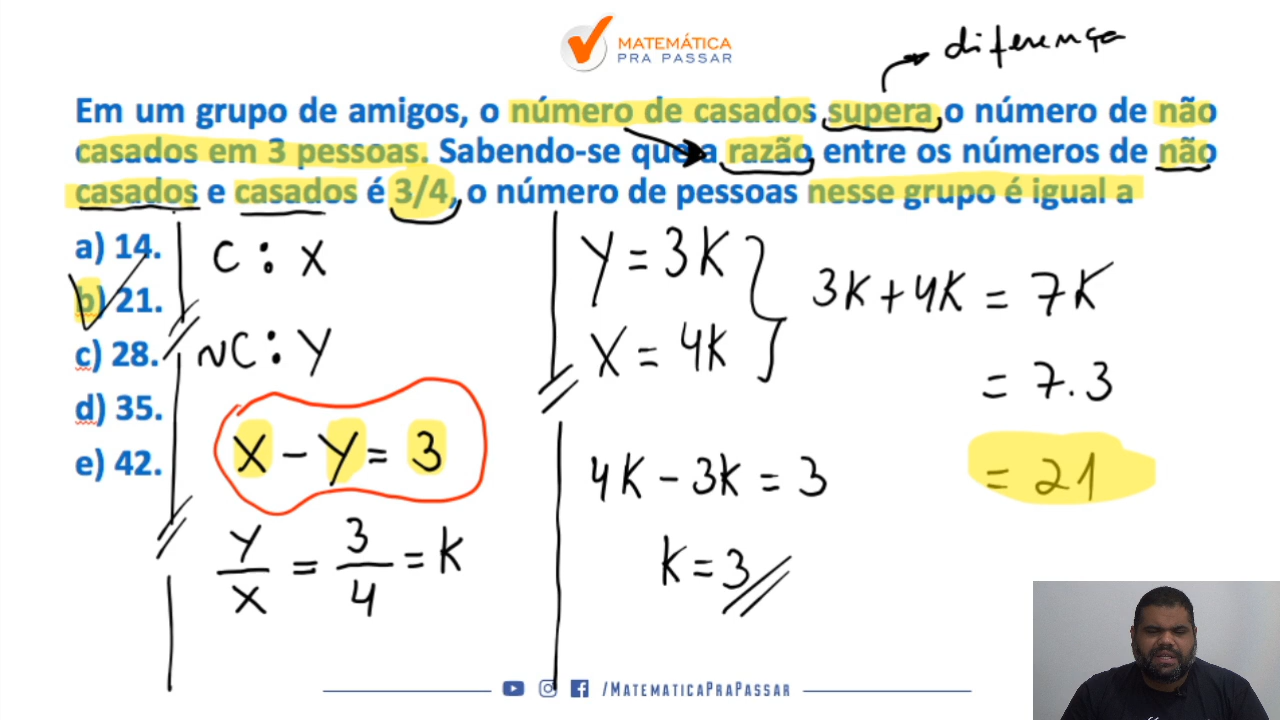 MATEMÁTICA
PRA PASSAR
diferença
Em um grupo de amigos, o número de casados supera o número de não
casados em 3 pessoas. Sabendo-se que a razão entre os números de não
casados e casados é 3/4, o número de pessoas nesse grupo é igual a
a) 14.
b) 21.
c) 28.
d) 35.
e) 42.
C : X
NC : Y
X - Y = 3
Y/X = 3/4 = K
Y = 3K
X = 4K
4K - 3K = 3
K = 3
3K + 4K = 7K
= 7.3
= 21
/MATEMATICAPRAPASSAR